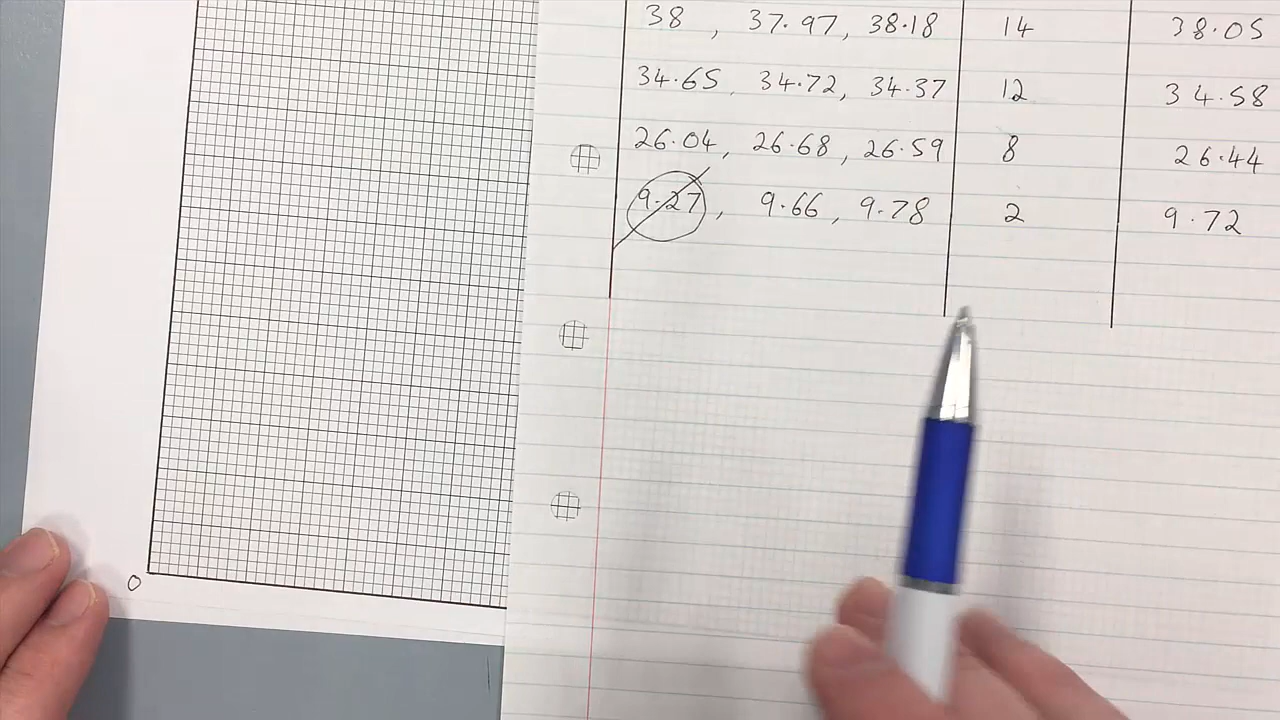 38 , 37.97, 38.18 14 38.05
34.65, 34.72, 34.37 12 34.58
26.04, 26.68, 26.59 8 26.44
9.27, 9.66, 9.78 2 9.72
0